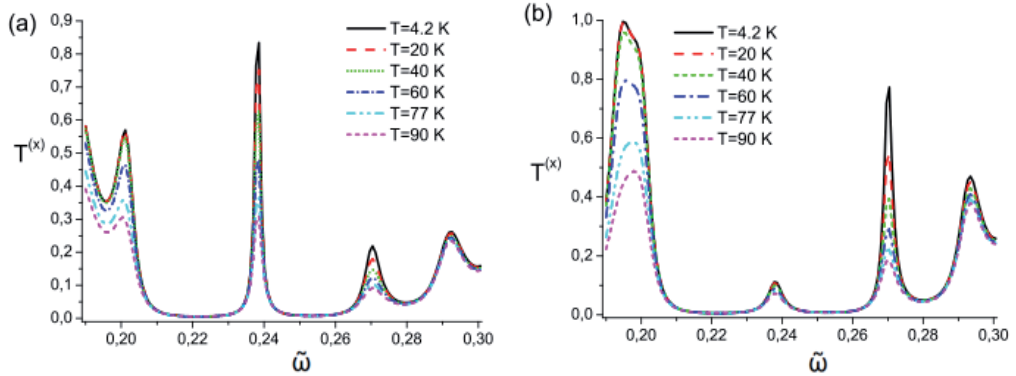 (a)
T=4.2 K
T=20 K
T=40 K
T=60 K
T=77 K
T=90 K
0,9
0,8
0,7
0,6
0,5
0,4
0,3
0,2
0,1
0,0
T(x)
0,20 0,22 0,24 0,26 0,28 0,30
ω̃
(b)
T=4.2 K
T=20 K
T=40 K
T=60 K
T=77 K
T=90 K
1,0
0,8
0,6
0,4
0,2
0,0
T(x)
0,20 0,22 0,24 0,26 0,28 0,30
ω̃